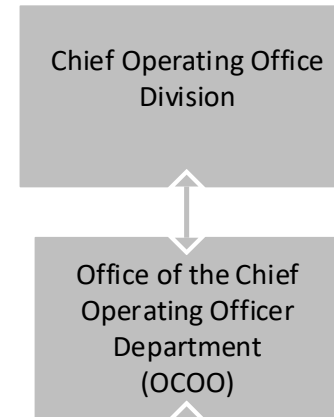 Chief Operating Office
Division
Office of the Chief
Operating Officer
Department
(OCOO)